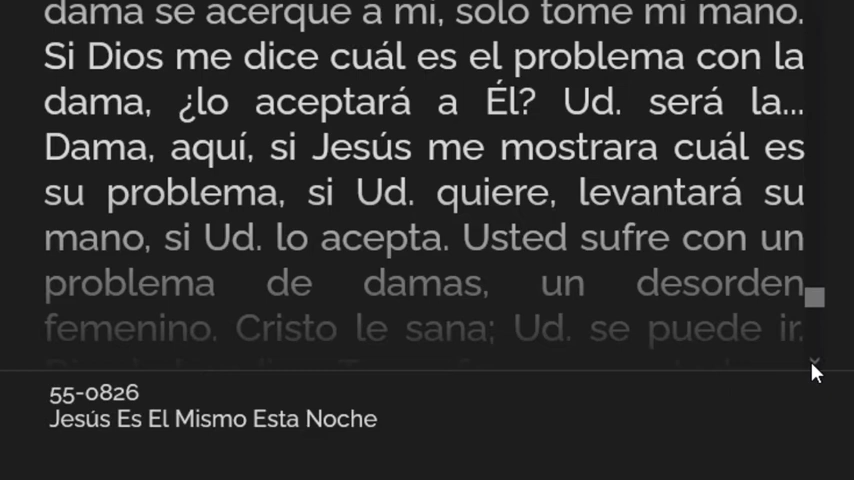 dama se acerque a mí, solo tome mi mano.
Si Dios me dice cuál es el problema con la
dama, ¿lo aceptará a Él? Ud. será la...
Dama, aquí, si Jesús me mostrara cuál es
su problema, si Ud. quiere, levantará su
mano, si Ud. lo acepta. Usted sufre con un
problema de damas, un desorden
femenino. Cristo le sana; Ud. se puede ir.
55-0826
Jesús Es El Mismo Esta Noche